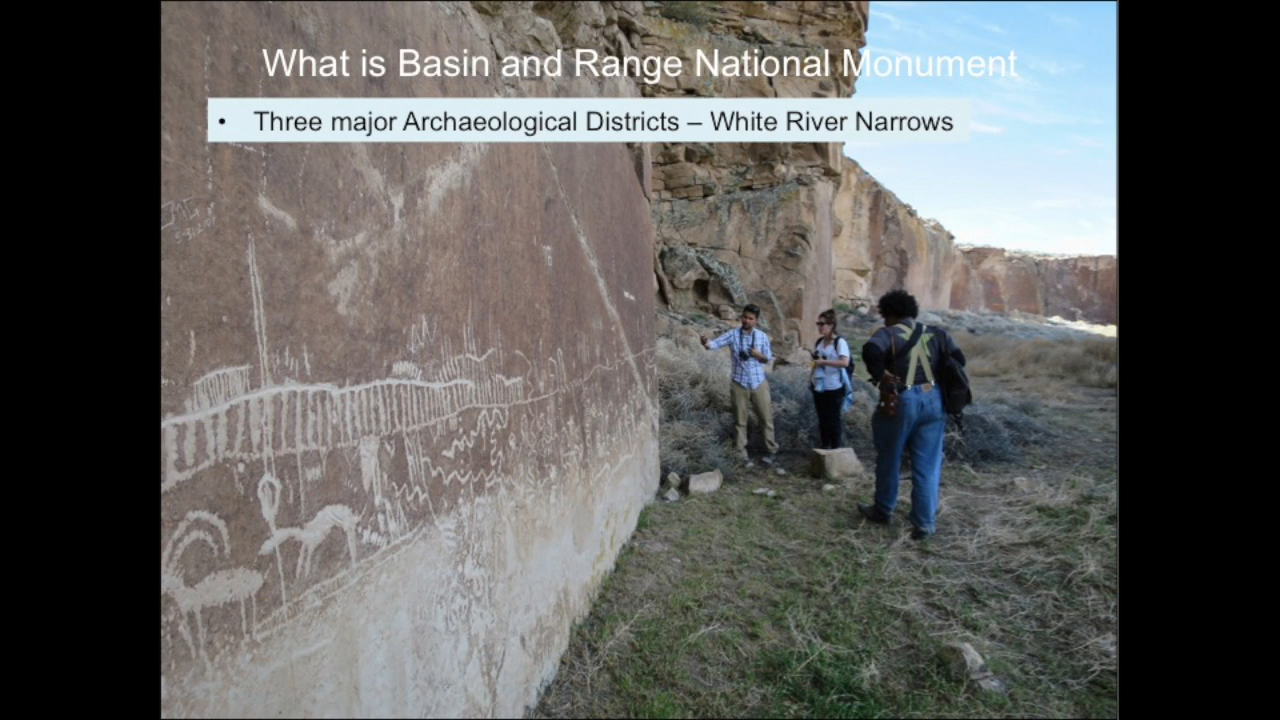 What is Basin and Range National Monument
• Three major Archaeological Districts – White River Narrows